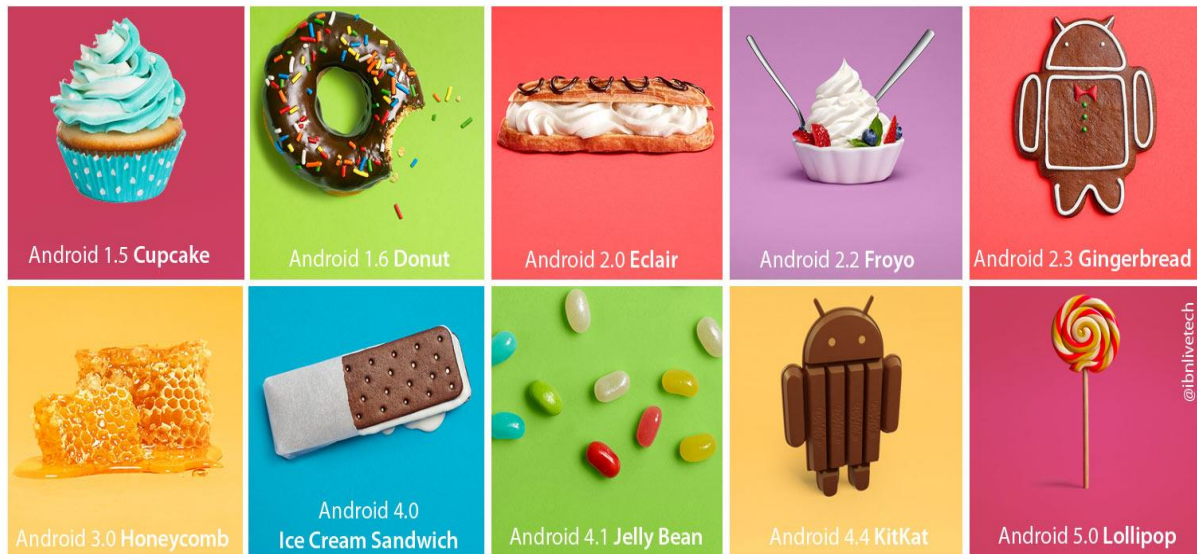 Android 1.5 Cupcake
Android 1.6 Donut
Android 2.0 Eclair
Android 2.2 Froyo
Android 2.3 Gingerbread
Android 3.0 Honeycomb
Android 4.0
Ice Cream Sandwich
Android 4.1 Jelly Bean
Android 4.4 KitKat
Android 5.0 Lollipop
@ibnlivetech